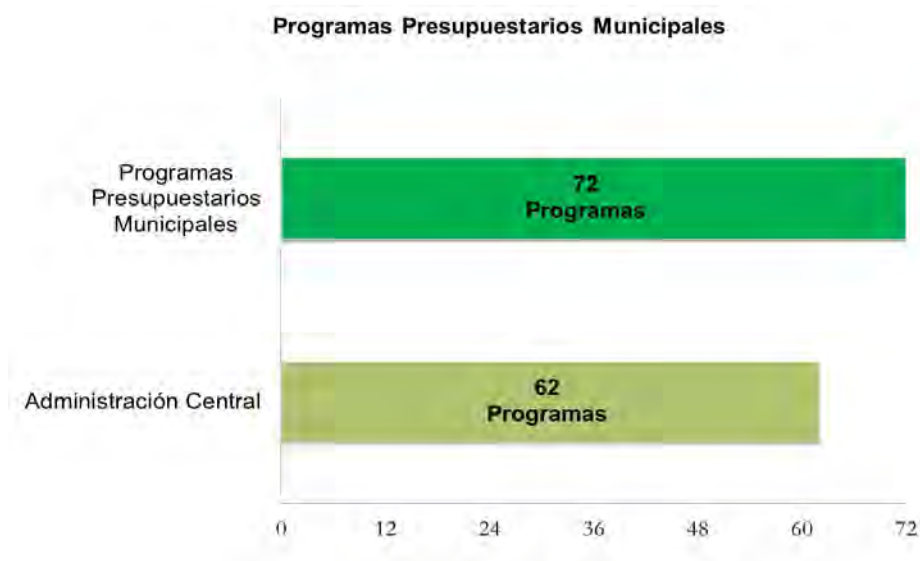 Programas Presupuestarios Municipales
Programas
Presupuestarios
Municipales
72
Programas
Administración Central
62
Programas
0 12 24 36 48 60 72